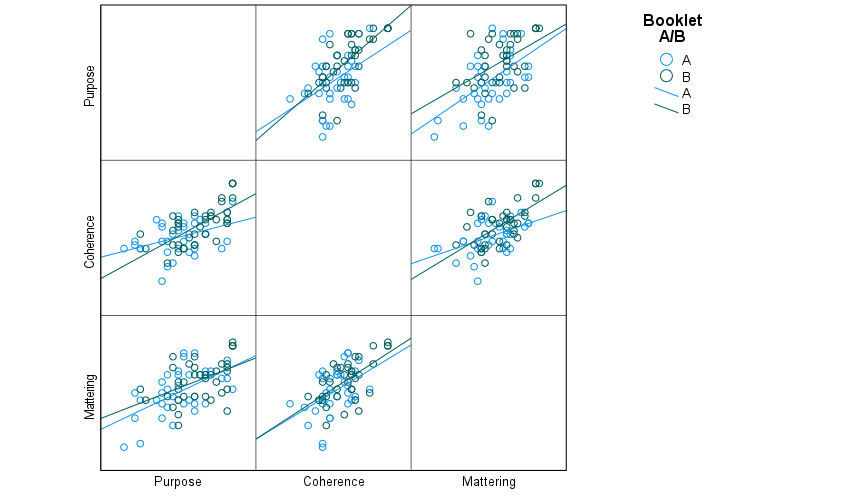 Booklet
A/B
A
B
A
B
Purpose
Coherence
Mattering
Purpose
Coherence
Mattering